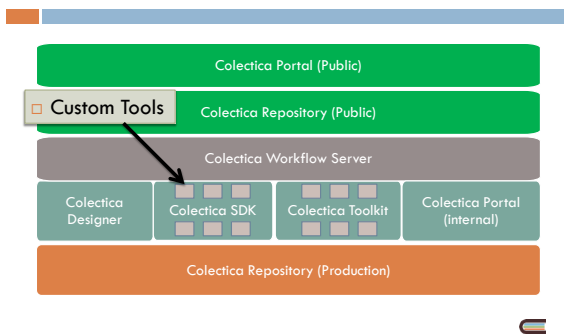 Colectica Portal (Public)
Custom Tools
Colectica Repository (Public)
Colectica Workflow Server
Colectica
Designer
Colectica SDK
Colectica Toolkit
Colectica Portal
(internal)
Colectica Repository (Production)